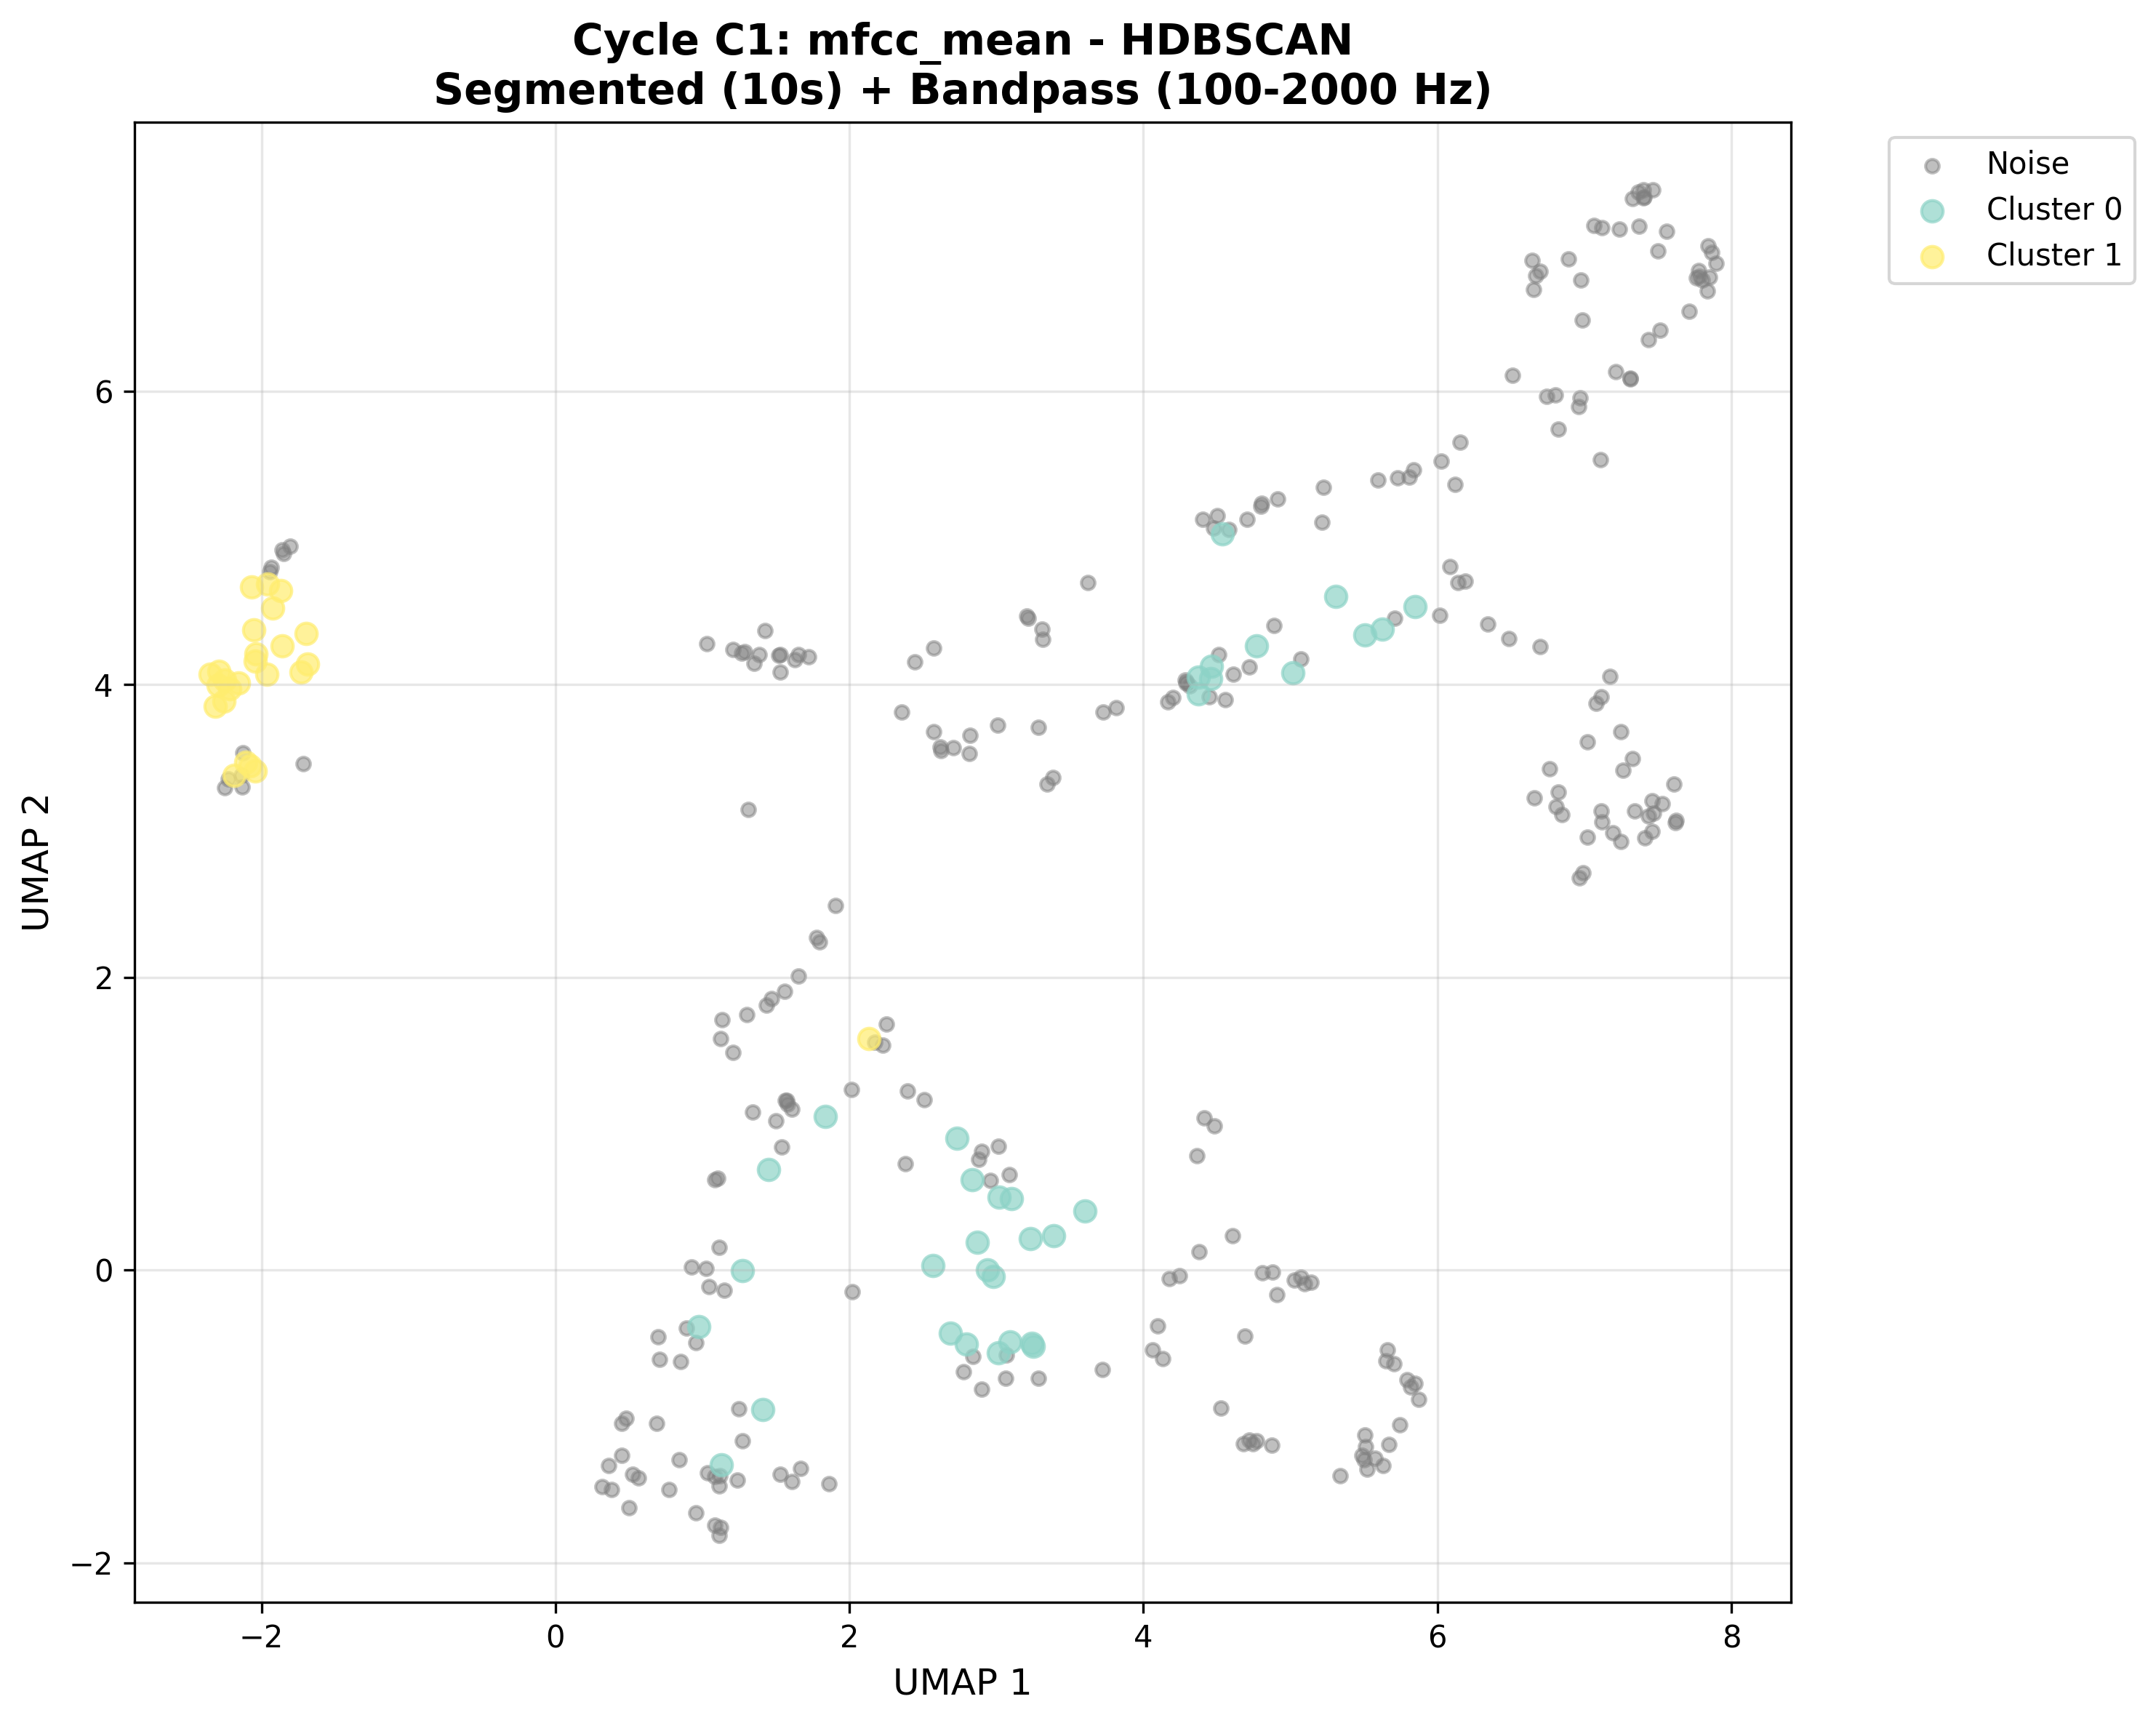 Cycle C1: mfcc_mean - HDBSCAN
Segmented (10s) + Bandpass (100-2000 Hz)
Noise
Cluster 0
Cluster 1
6
4
2
0
−2
UMAP 2
−2
0
2
4
6
8
UMAP 1